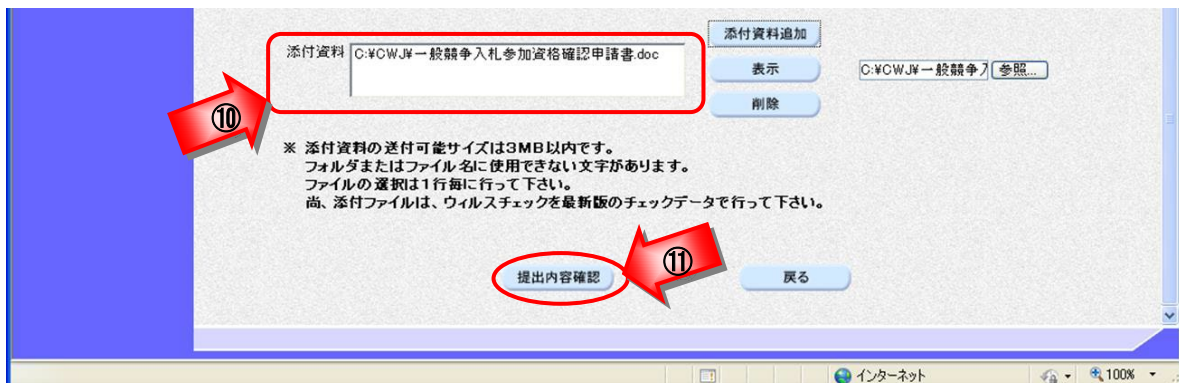 添付資料追加
添付資料 C:¥CWJ¥一般競争入札参加資格確認申請書.doc
表示 C:¥CWJ¥一般競争入 参照...
削除
⑩
※ 添付資料の送付可能サイズは3MB以内です。
フォルダまたはファイル名に使用できない文字があります。
ファイルの選択は1行毎に行って下さい。
尚、添付ファイルは、ウィルスチェックを最新版のチェックデータで行って下さい。
⑪
提出内容確認 戻る
インターネット 100%